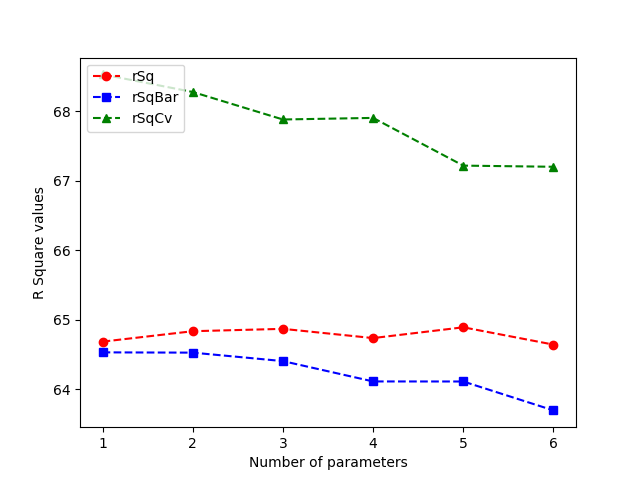 rSq
rSqBar
rSqCv
68
67
66
65
64
R Square values
1 2 3 4 5 6
Number of parameters